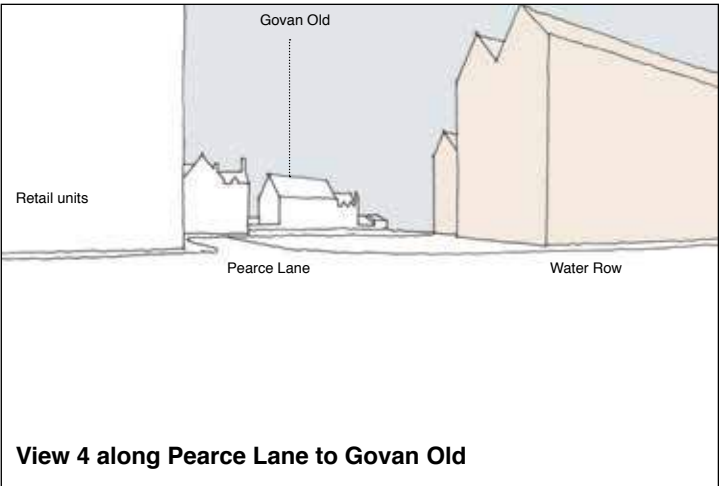 Govan Old
Retail units
Pearce Lane
Water Row
View 4 along Pearce Lane to Govan Old